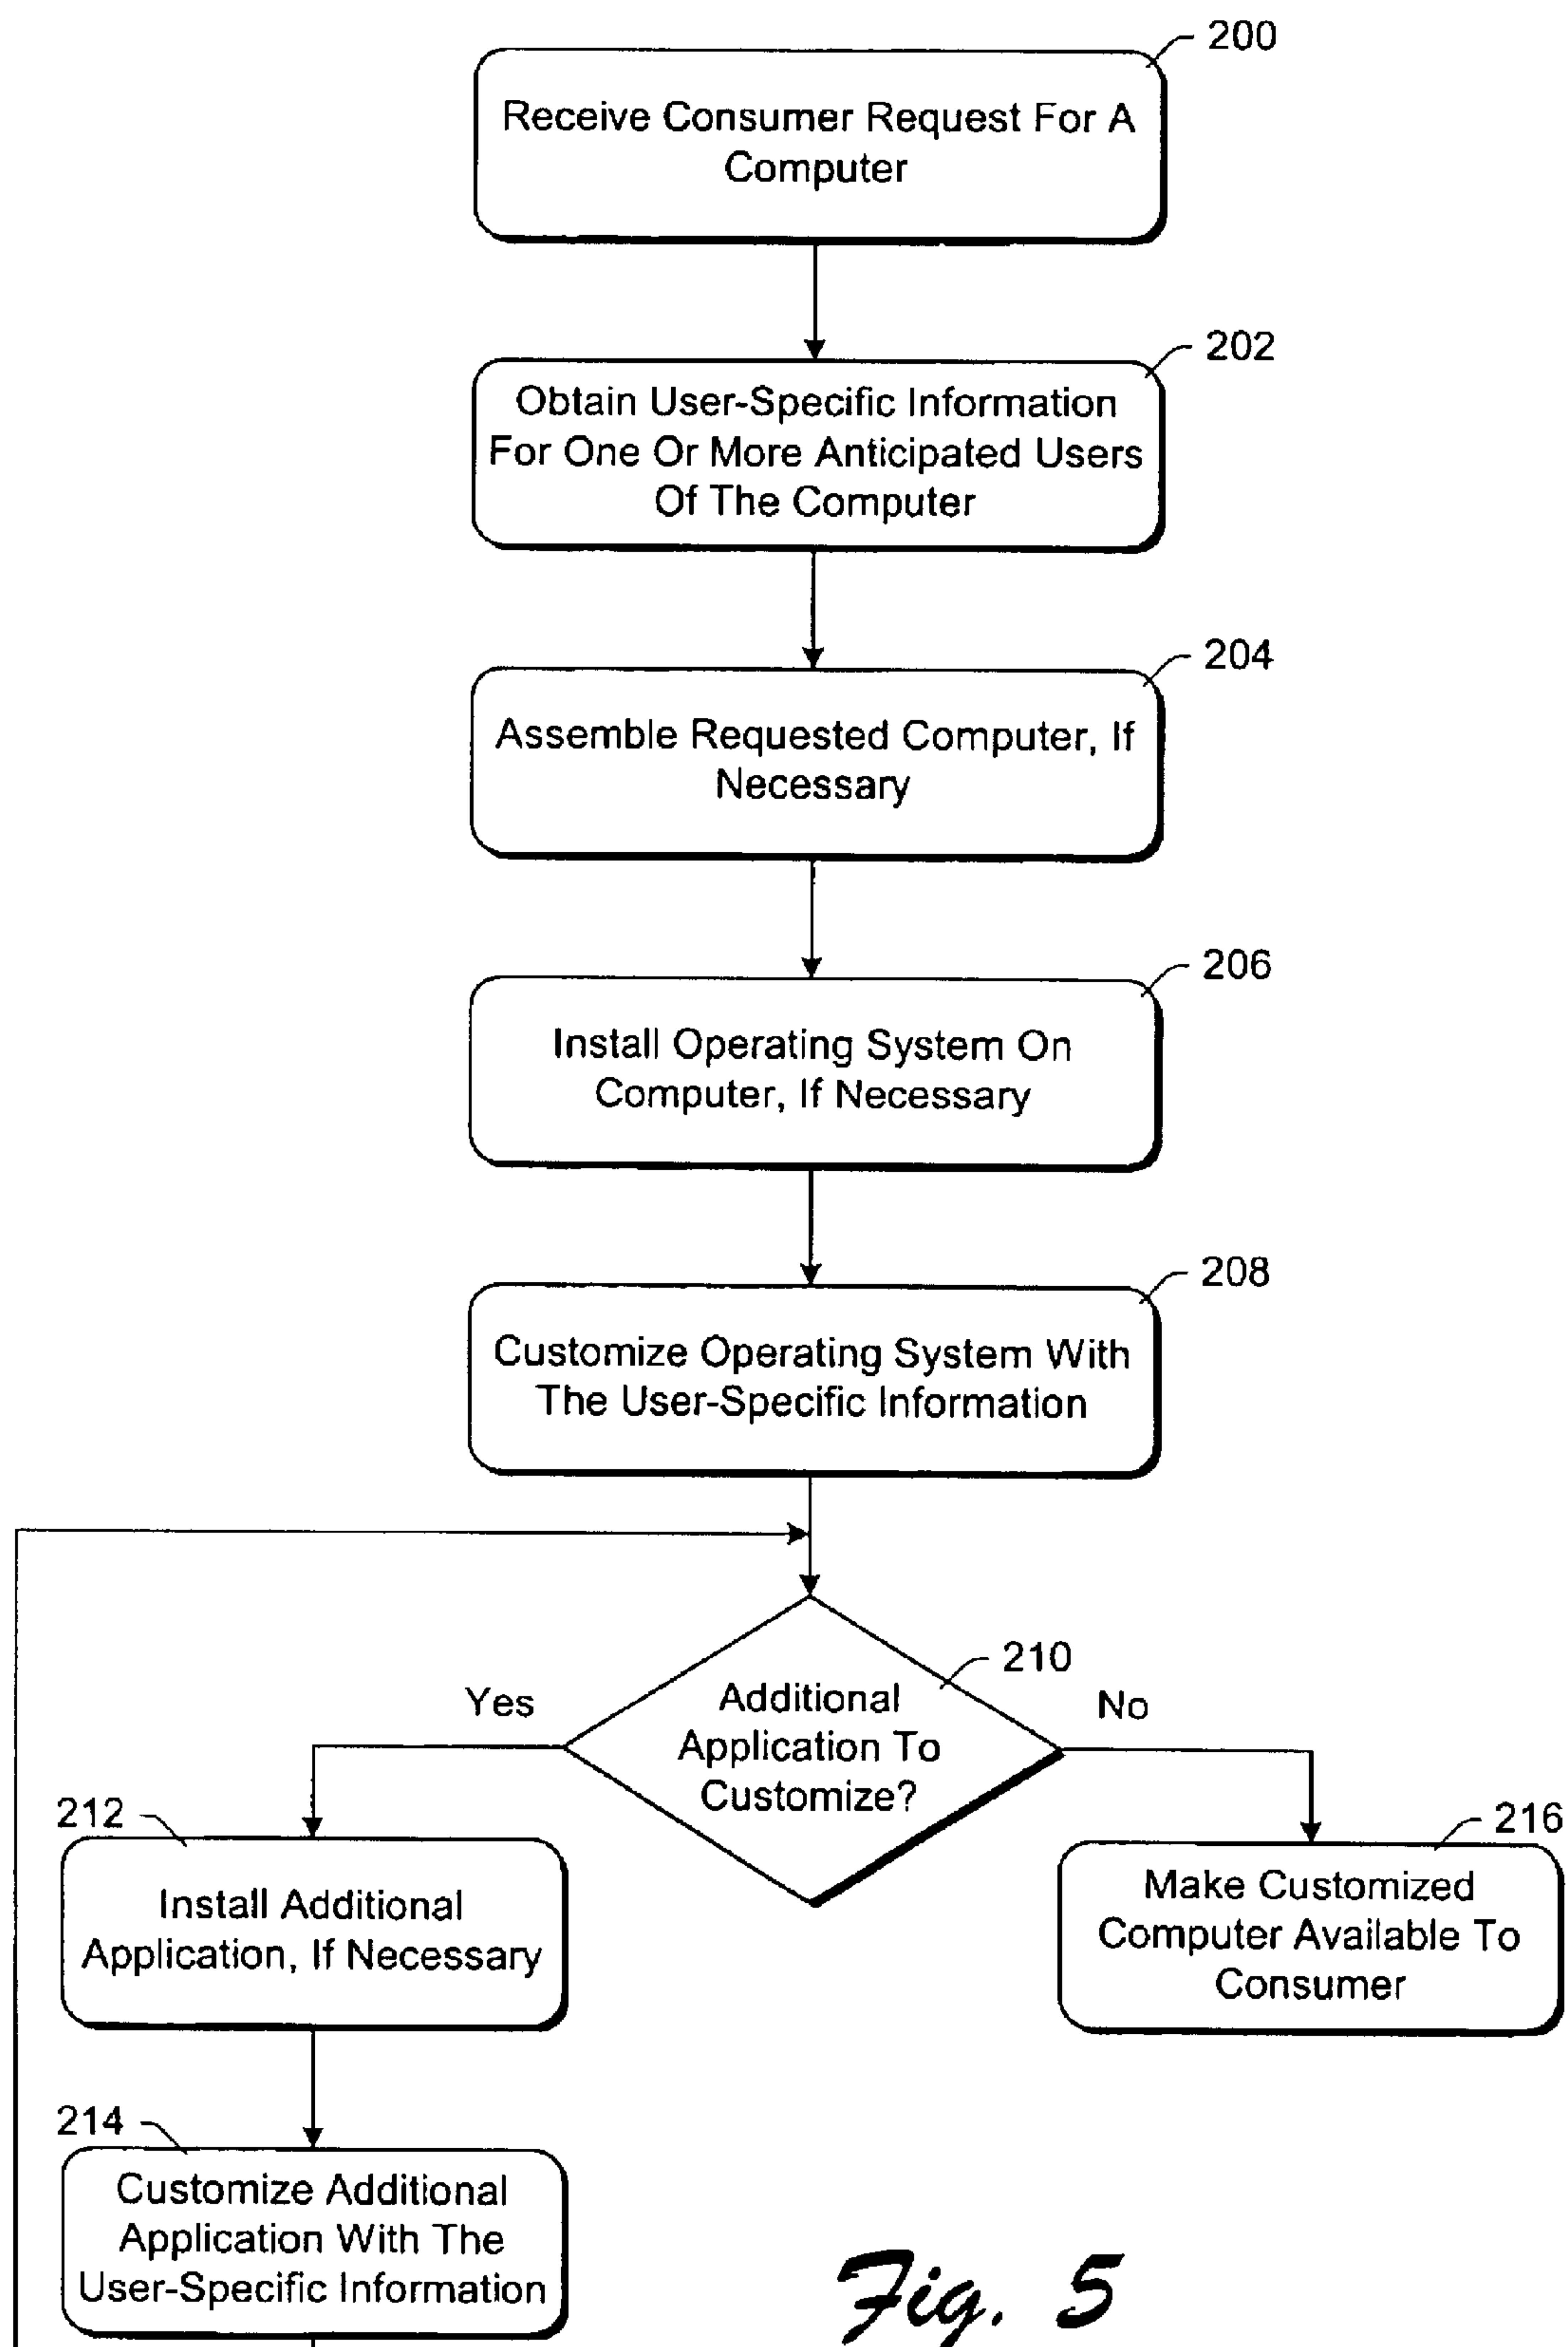 200
Receive Consumer Request For A
Computer
202
Obtain User-Specific Information
For One Or More Anticipated Users
Of The Computer
204
Assemble Requested Computer, If
Necessary
206
Install Operating System On
Computer, If Necessary
208
Customize Operating System With
The User-Specific Information
210
Additional
Application To
Customize?
Yes
No
212
Install Additional
Application, If Necessary
216
Make Customized
Computer Available To
Consumer
214
Customize Additional
Application With The
User-Specific Information
Fig. 5